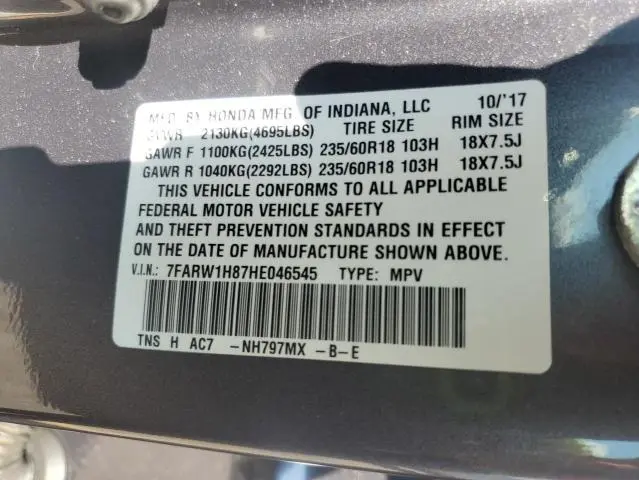 MFD. BY HONDA MFG. OF INDIANA, LLC 10/'17
GVWR 2130KG(4695LBS) TIRE SIZE RIM SIZE
GAWR F 1100KG(2425LBS) 235/60R18 103H 18X7.5J
GAWR R 1040KG(2292LBS) 235/60R18 103H 18X7.5J
THIS VEHICLE CONFORMS TO ALL APPLICABLE
FEDERAL MOTOR VEHICLE SAFETY
AND THEFT PREVENTION STANDARDS IN EFFECT
ON THE DATE OF MANUFACTURE SHOWN ABOVE.
V.I.N.: 7FARW1H87HE046545 TYPE: MPV
TNS H AC7 -NH797MX -B-E